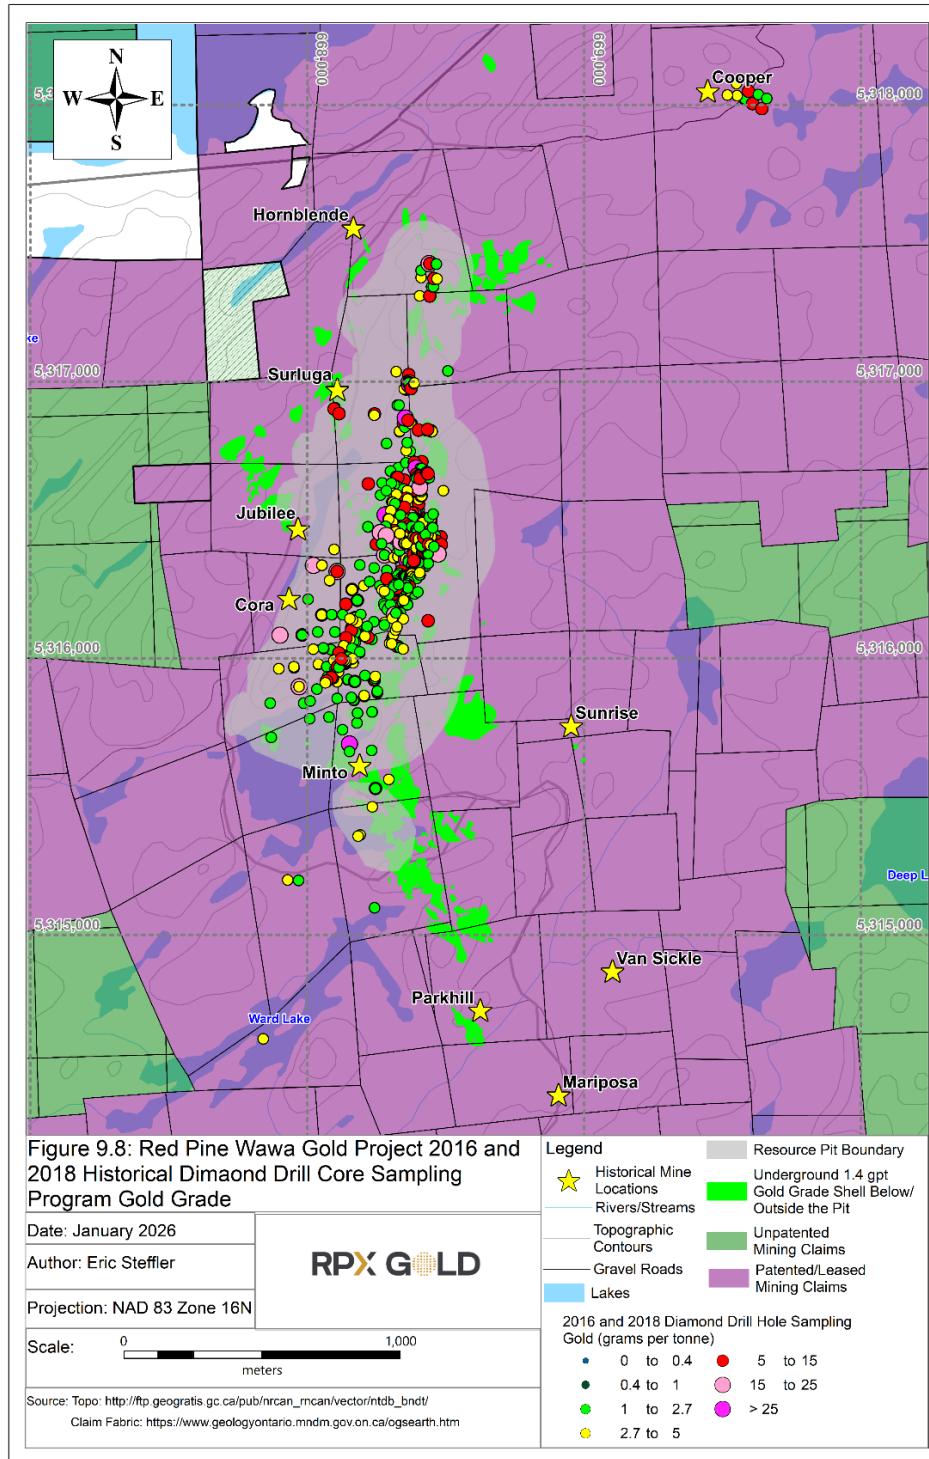 N
W E
S
668,000
669,000
5,3
Cooper
5,318,000
Hornblende
ke
5,317,000
Surluga
5,317,000
Jubilee
Cora
5,316,000
5,316,000
Sunrise
Minto
Deep L
5,315,000
5,315,000
Van Sickle
Parkhill
Ward Lake
Mariposa
Figure 9.8: Red Pine Wawa Gold Project 2016 and
2018 Historical Dimaond Drill Core Sampling
Program Gold Grade
Date: January 2026
Author: Eric Steffler
Projection: NAD 83 Zone 16N
RPX GOLD
Scale:
0 1,000
meters
Source: Topo: http://ftp.geogratis.gc.ca/pub/nrcan_rncan/vector/ntdb_bndt/
Claim Fabric: https://www.geologyontario.mndm.gov.on.ca/ogsearth.htm
Legend
Historical Mine
Locations
Rivers/Streams
Topographic
Contours
Gravel Roads
Lakes
Resource Pit Boundary
Underground 1.4 gpt
Gold Grade Shell Below/
Outside the Pit
Unpatented
Mining Claims
Patented/Leased
Mining Claims
2016 and 2018 Diamond Drill Hole Sampling
Gold (grams per tonne)
0 to 0.4
0.4 to 1
1 to 2.7
2.7 to 5
5 to 15
15 to 25
> 25